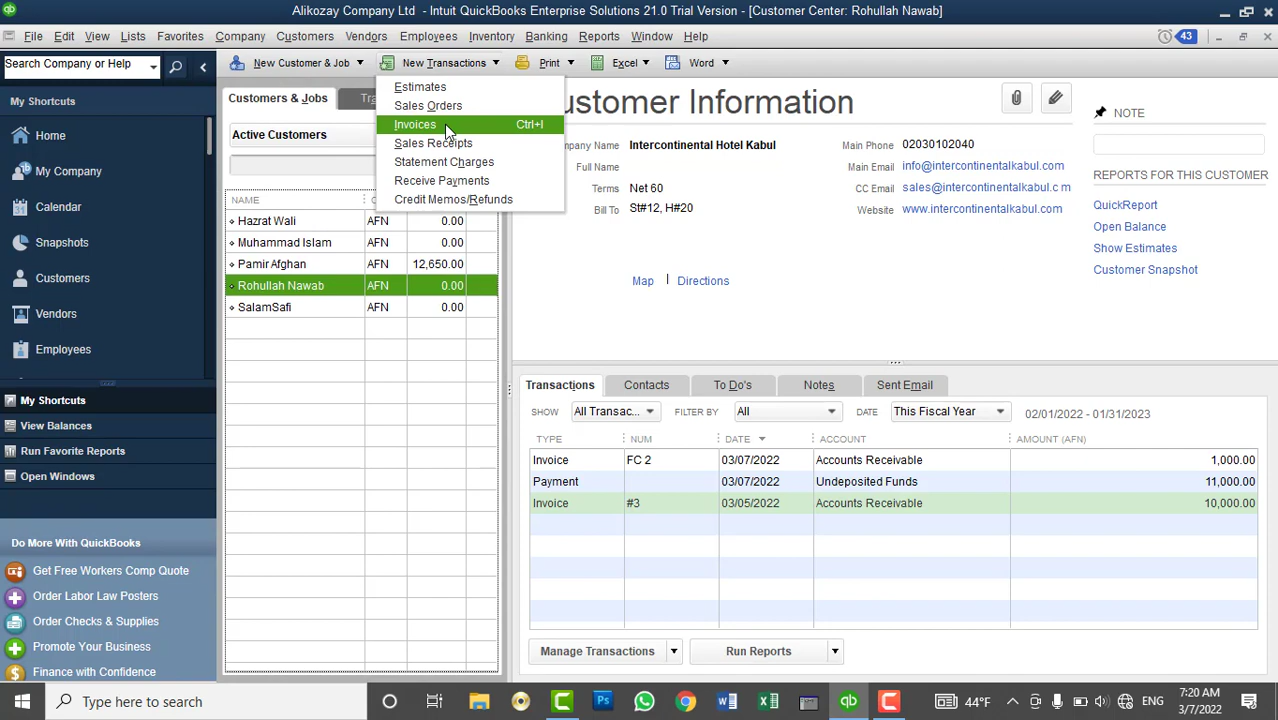 Alikozay Company Ltd - Intuit QuickBooks Enterprise Solutions 21.0 Trial Version - [Customer Center: Rohullah Nawab]
File Edit View Lists Favorites Company Customers Vendors Employees Inventory Banking Reports Window Help 43
Search Company or Help
New Customer & Job New Transactions Print Excel Word
My Shortcuts
Home
My Company
Calendar
Snapshots
Customers
Vendors
Employees
My Shortcuts
View Balances
Run Favorite Reports
Open Windows
Do More With QuickBooks
Get Free Workers Comp Quote
Order Labor Law Posters
Order Checks & Supplies
Promote Your Business
Finance with Confidence
Customers & Jobs Tra
Active Customers
Estimates
Sales Orders
Invoices Ctrl+I
Sales Receipts
Statement Charges
Receive Payments
Credit Memos/Refunds
NAME
Hazrat Wali AFN 0.00
Muhammad Islam AFN 0.00
Pamir Afghan AFN 12,650.00
Rohullah Nawab AFN 0.00
SalamSafi AFN 0.00
ustomer Information
mpany Name Intercontinental Hotel Kabul
Full Name
Terms Net 60
Bill To St#12, H#20
Map Directions
Main Phone 02030102040
Main Email info@intercontinentalkabul.com
CC Email sales@intercontinentalkabul.c m
Website www.intercontinentalkabul.com
NOTE
REPORTS FOR THIS CUSTOMER
QuickReport
Open Balance
Show Estimates
Customer Snapshot
Transactions Contacts To Do's Notes Sent Email
SHOW All Transac... FILTER BY All DATE This Fiscal Year 02/01/2022 - 01/31/2023
TYPE NUM DATE ACCOUNT AMOUNT (AFN)
Invoice FC 2 03/07/2022 Accounts Receivable 1,000.00
Payment 03/07/2022 Undeposited Funds 11,000.00
Invoice #3 03/05/2022 Accounts Receivable 10,000.00
Manage Transactions Run Reports
Type here to search
44°F ENG
7:20 AM
3/7/2022